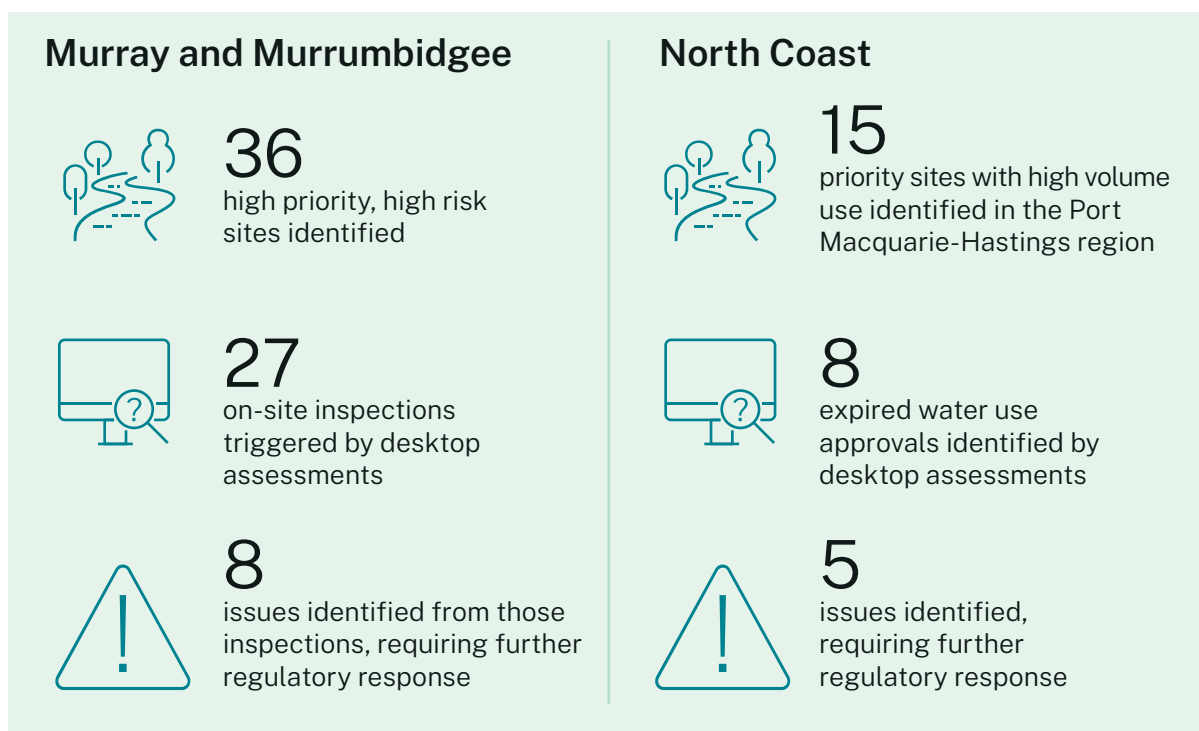 Murray and Murrumbidgee
36
high priority, high risk
sites identified
?
27
on-site inspections
triggered by desktop
assessments
!
8
issues identified from those
inspections, requiring further
regulatory response
North Coast
15
priority sites with high volume
use identified in the Port
Macquarie-Hastings region
?
8
expired water use
approvals identified by
desktop assessments
!
5
issues identified,
requiring further
regulatory response